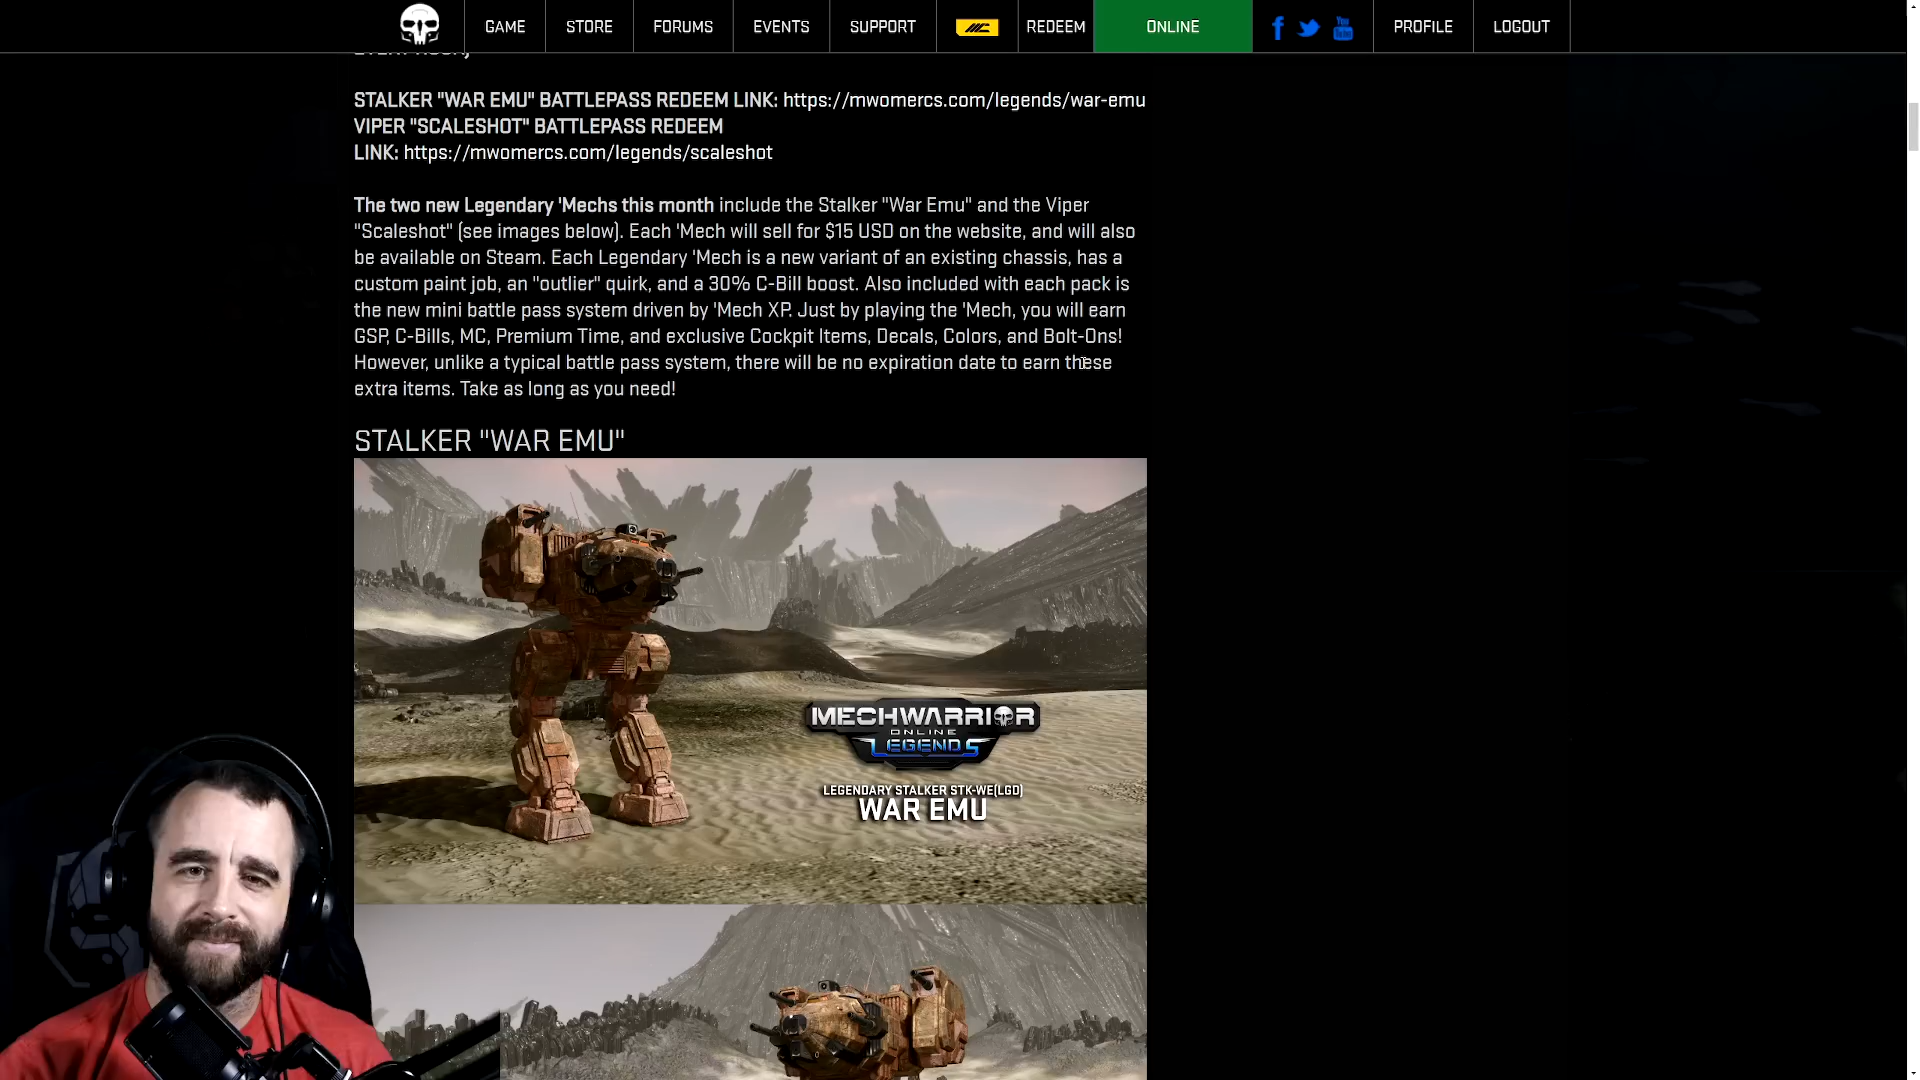 GAME STORE FORUMS EVENTS SUPPORT MC REDEEM ONLINE f You Tube PROFILE LOGOUT
STALKER "WAR EMU" BATTLEPASS REDEEM LINK: https://mwomercs.com/legends/war-emu
VIPER "SCALESHOT" BATTLEPASS REDEEM
LINK: https://mwomercs.com/legends/scaleshot
The two new Legendary 'Mechs this month include the Stalker "War Emu" and the Viper
"Scaleshot" (see images below). Each 'Mech will sell for $15 USD on the website, and will also
be available on Steam. Each Legendary 'Mech is a new variant of an existing chassis, has a
custom paint job, an "outlier" quirk, and a 30% C-Bill boost. Also included with each pack is
the new mini battle pass system driven by 'Mech XP. Just by playing the 'Mech, you will earn
GSP, C-Bills, MC, Premium Time, and exclusive Cockpit Items, Decals, Colors, and Bolt-Ons!
However, unlike a typical battle pass system, there will be no expiration date to earn these
extra items. Take as long as you need!
STALKER "WAR EMU"
MECHWARRIOR
ONLINE
LEGENDS
LEGENDARY STALKER STK-WE(LGD)
WAR EMU